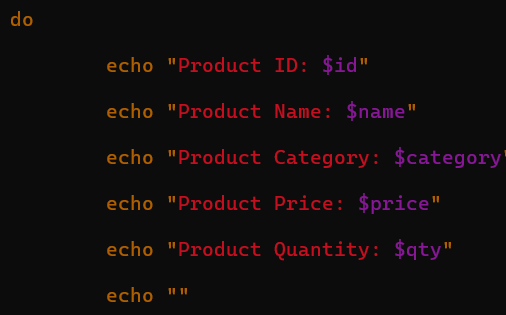 do
echo "Product ID: $id"
echo "Product Name: $name"
echo "Product Category: $category"
echo "Product Price: $price"
echo "Product Quantity: $qty"
echo ""